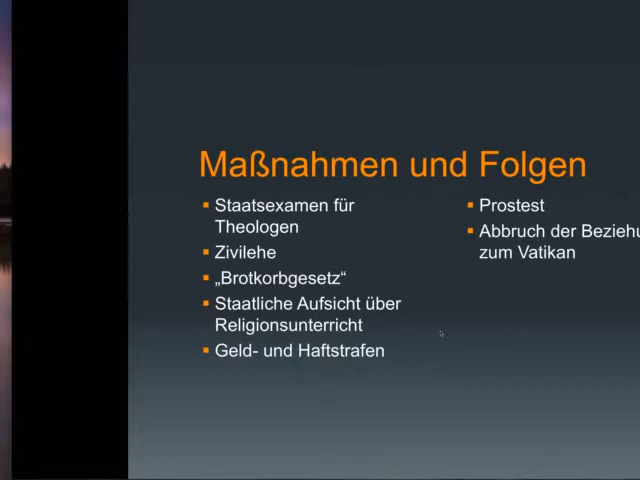 Maßnahmen und Folgen
Staatsexamen für
Theologen
Zivilehe
„Brotkorbgesetz“
Staatliche Aufsicht über
Religionsunterricht
Geld- und Haftstrafen
Prostest
Abbruch der Beziehu
zum Vatikan